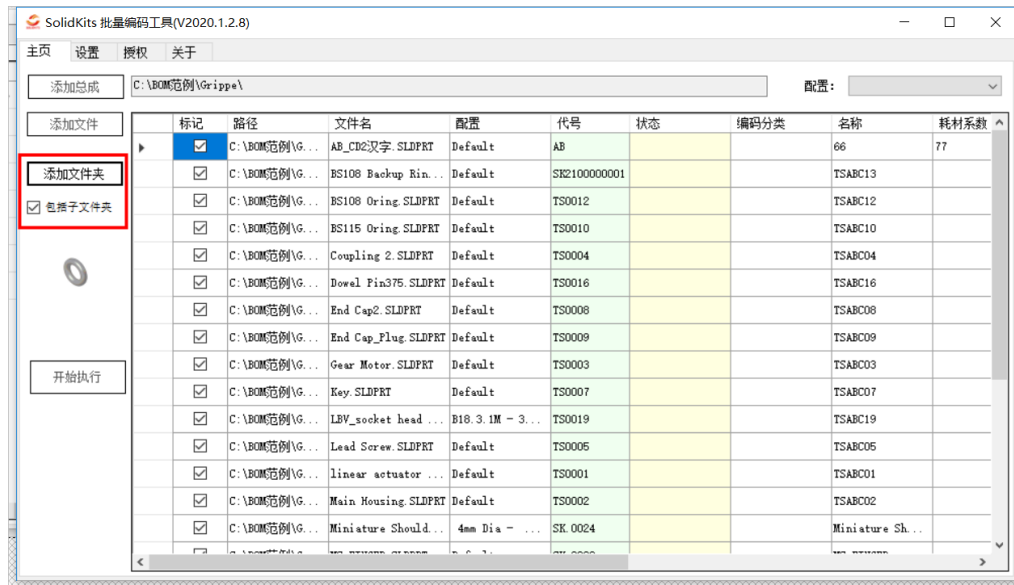 SolidKits 批量编码工具(V2020.1.2.8)
主页 设置 授权 关于
添加总成 C:\BOM范例\Grippe\ 配置:
添加文件
标记 路径 文件名 配置 代号 状态 编码分类 名称 耗材系数
C:\BOM范例\G... AB_CD2汉字.SLDPRT Default AB 66 77
添加文件夹 C:\BOM范例\G... BS108 Backup Rin... Default SK2100000001 TSABC13
包括子文件夹 C:\BOM范例\G... BS108 Oring.SLDPRT Default TS0012 TSABC12
C:\BOM范例\G... BS115 Oring.SLDPRT Default TS0010 TSABC10
C:\BOM范例\G... Coupling 2.SLDPRT Default TS0004 TSABC04
C:\BOM范例\G... Dowel Pin375.SLDPRT Default TS0016 TSABC16
C:\BOM范例\G... End Cap2.SLDPRT Default TS0008 TSABC08
C:\BOM范例\G... End Cap_Plug.SLDPRT Default TS0009 TSABC09
C:\BOM范例\G... Gear Motor.SLDPRT Default TS0003 TSABC03
开始执行
C:\BOM范例\G... Key.SLDPRT Default TS0007 TSABC07
C:\BOM范例\G... LBV_socket head ... B18.3.1M - 3... TS0019 TSABC19
C:\BOM范例\G... Lead Screw.SLDPRT Default TS0005 TSABC05
C:\BOM范例\G... linear actuator ... Default TS0001 TSABC01
C:\BOM范例\G... Main Housing.SLDPRT Default TS0002 TSABC02
C:\BOM范例\G... Miniature Should... 4mm Dia - ... SK.0024 Miniature Sh...